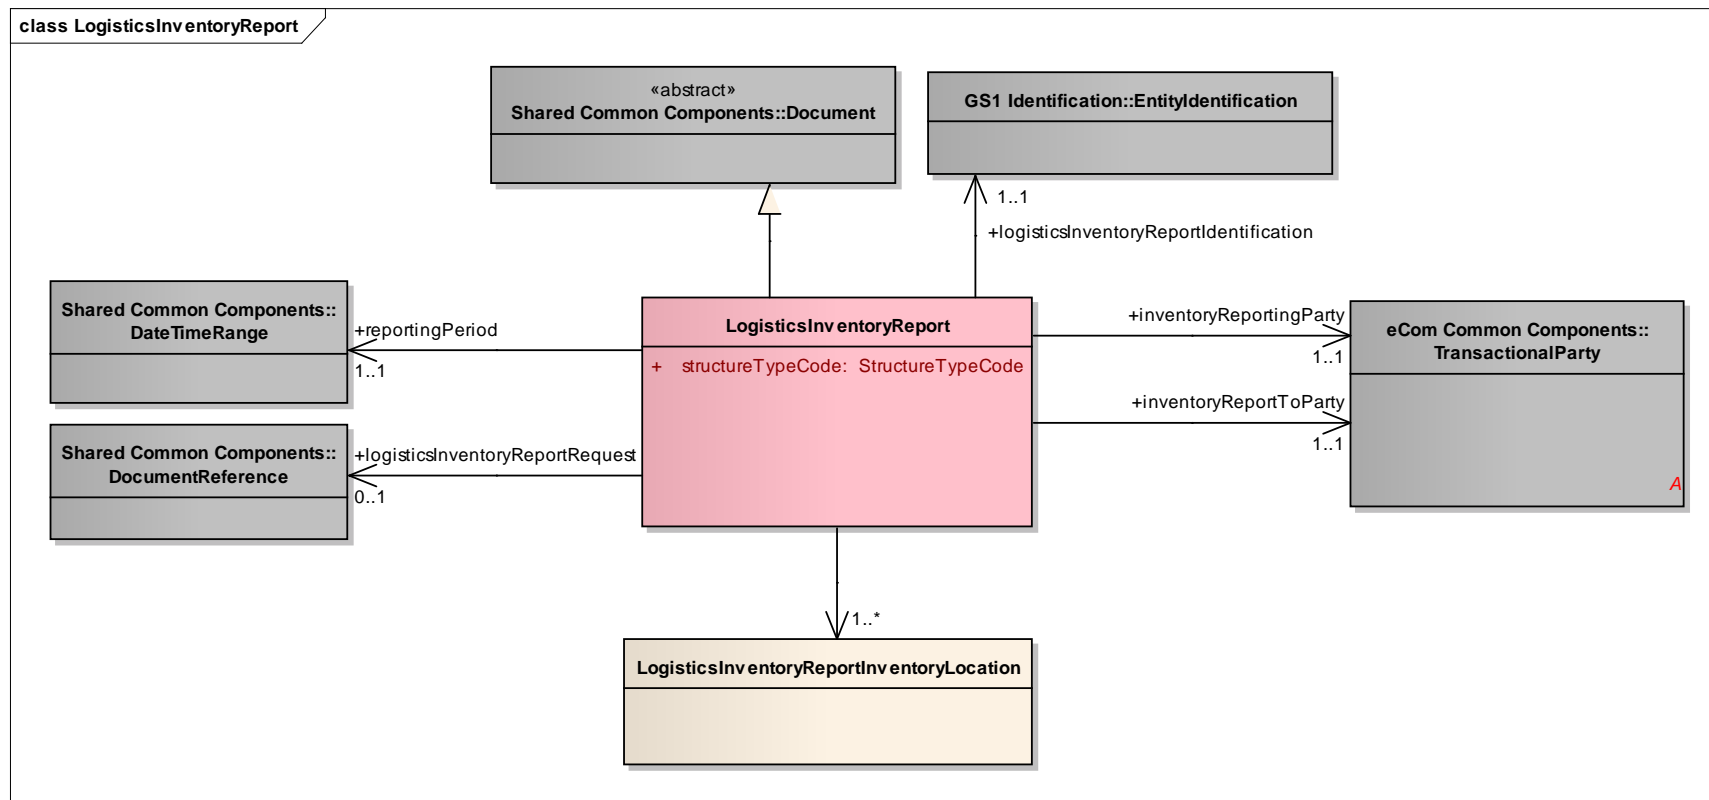 class LogisticsInventoryReport
«abstract»
Shared Common Components::Document
GS1 Identification::EntityIdentification
1..1
+logisticsInventoryReportIdentification
Shared Common Components::
DateTimeRange
+reportingPeriod
1..1
LogisticsInventoryReport
+ structureTypeCode: StructureTypeCode
+inventoryReportingParty
1..1
eCom Common Components::
TransactionalParty
+inventoryReportToParty
1..1
A
Shared Common Components::
DocumentReference
+logisticsInventoryReportRequest
0..1
1..*
LogisticsInventoryReportInventoryLocation